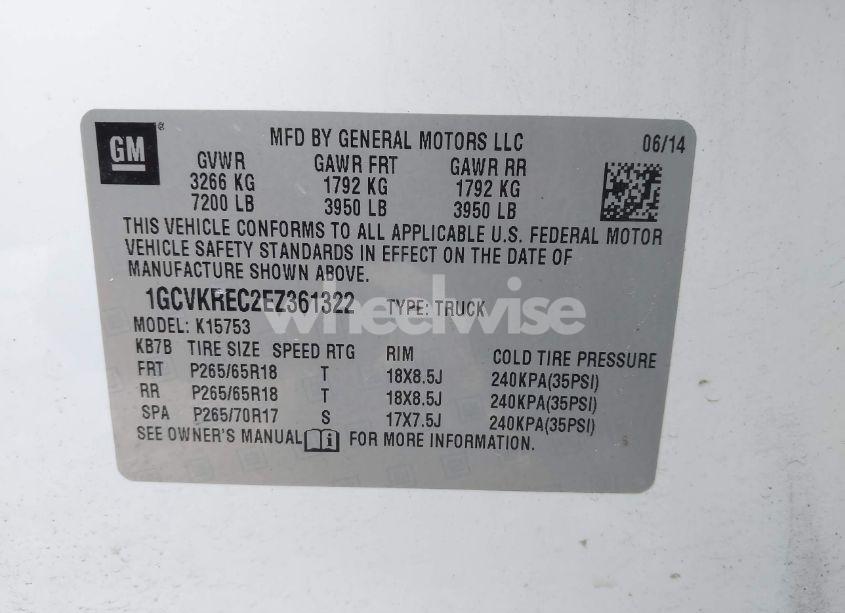 GM
®
MFD BY GENERAL MOTORS LLC 06/14
GVWR GAWR FRT GAWR RR
3266 KG 1792 KG 1792 KG
7200 LB 3950 LB 3950 LB
THIS VEHICLE CONFORMS TO ALL APPLICABLE U.S. FEDERAL MOTOR
VEHICLE SAFETY STANDARDS IN EFFECT ON THE DATE OF
MANUFACTURE SHOWN ABOVE.
1GCVKREC2EZ361322 TYPE: TRUCK
wheelwise
MODEL: K15753
KB7B TIRE SIZE SPEED RTG RIM COLD TIRE PRESSURE
FRT P265/65R18 T 18X8.5J 240KPA(35PSI)
RR P265/65R18 T 18X8.5J 240KPA(35PSI)
SPA P265/70R17 S 17X7.5J 240KPA(35PSI)
SEE OWNER'S MANUAL i FOR MORE INFORMATION.